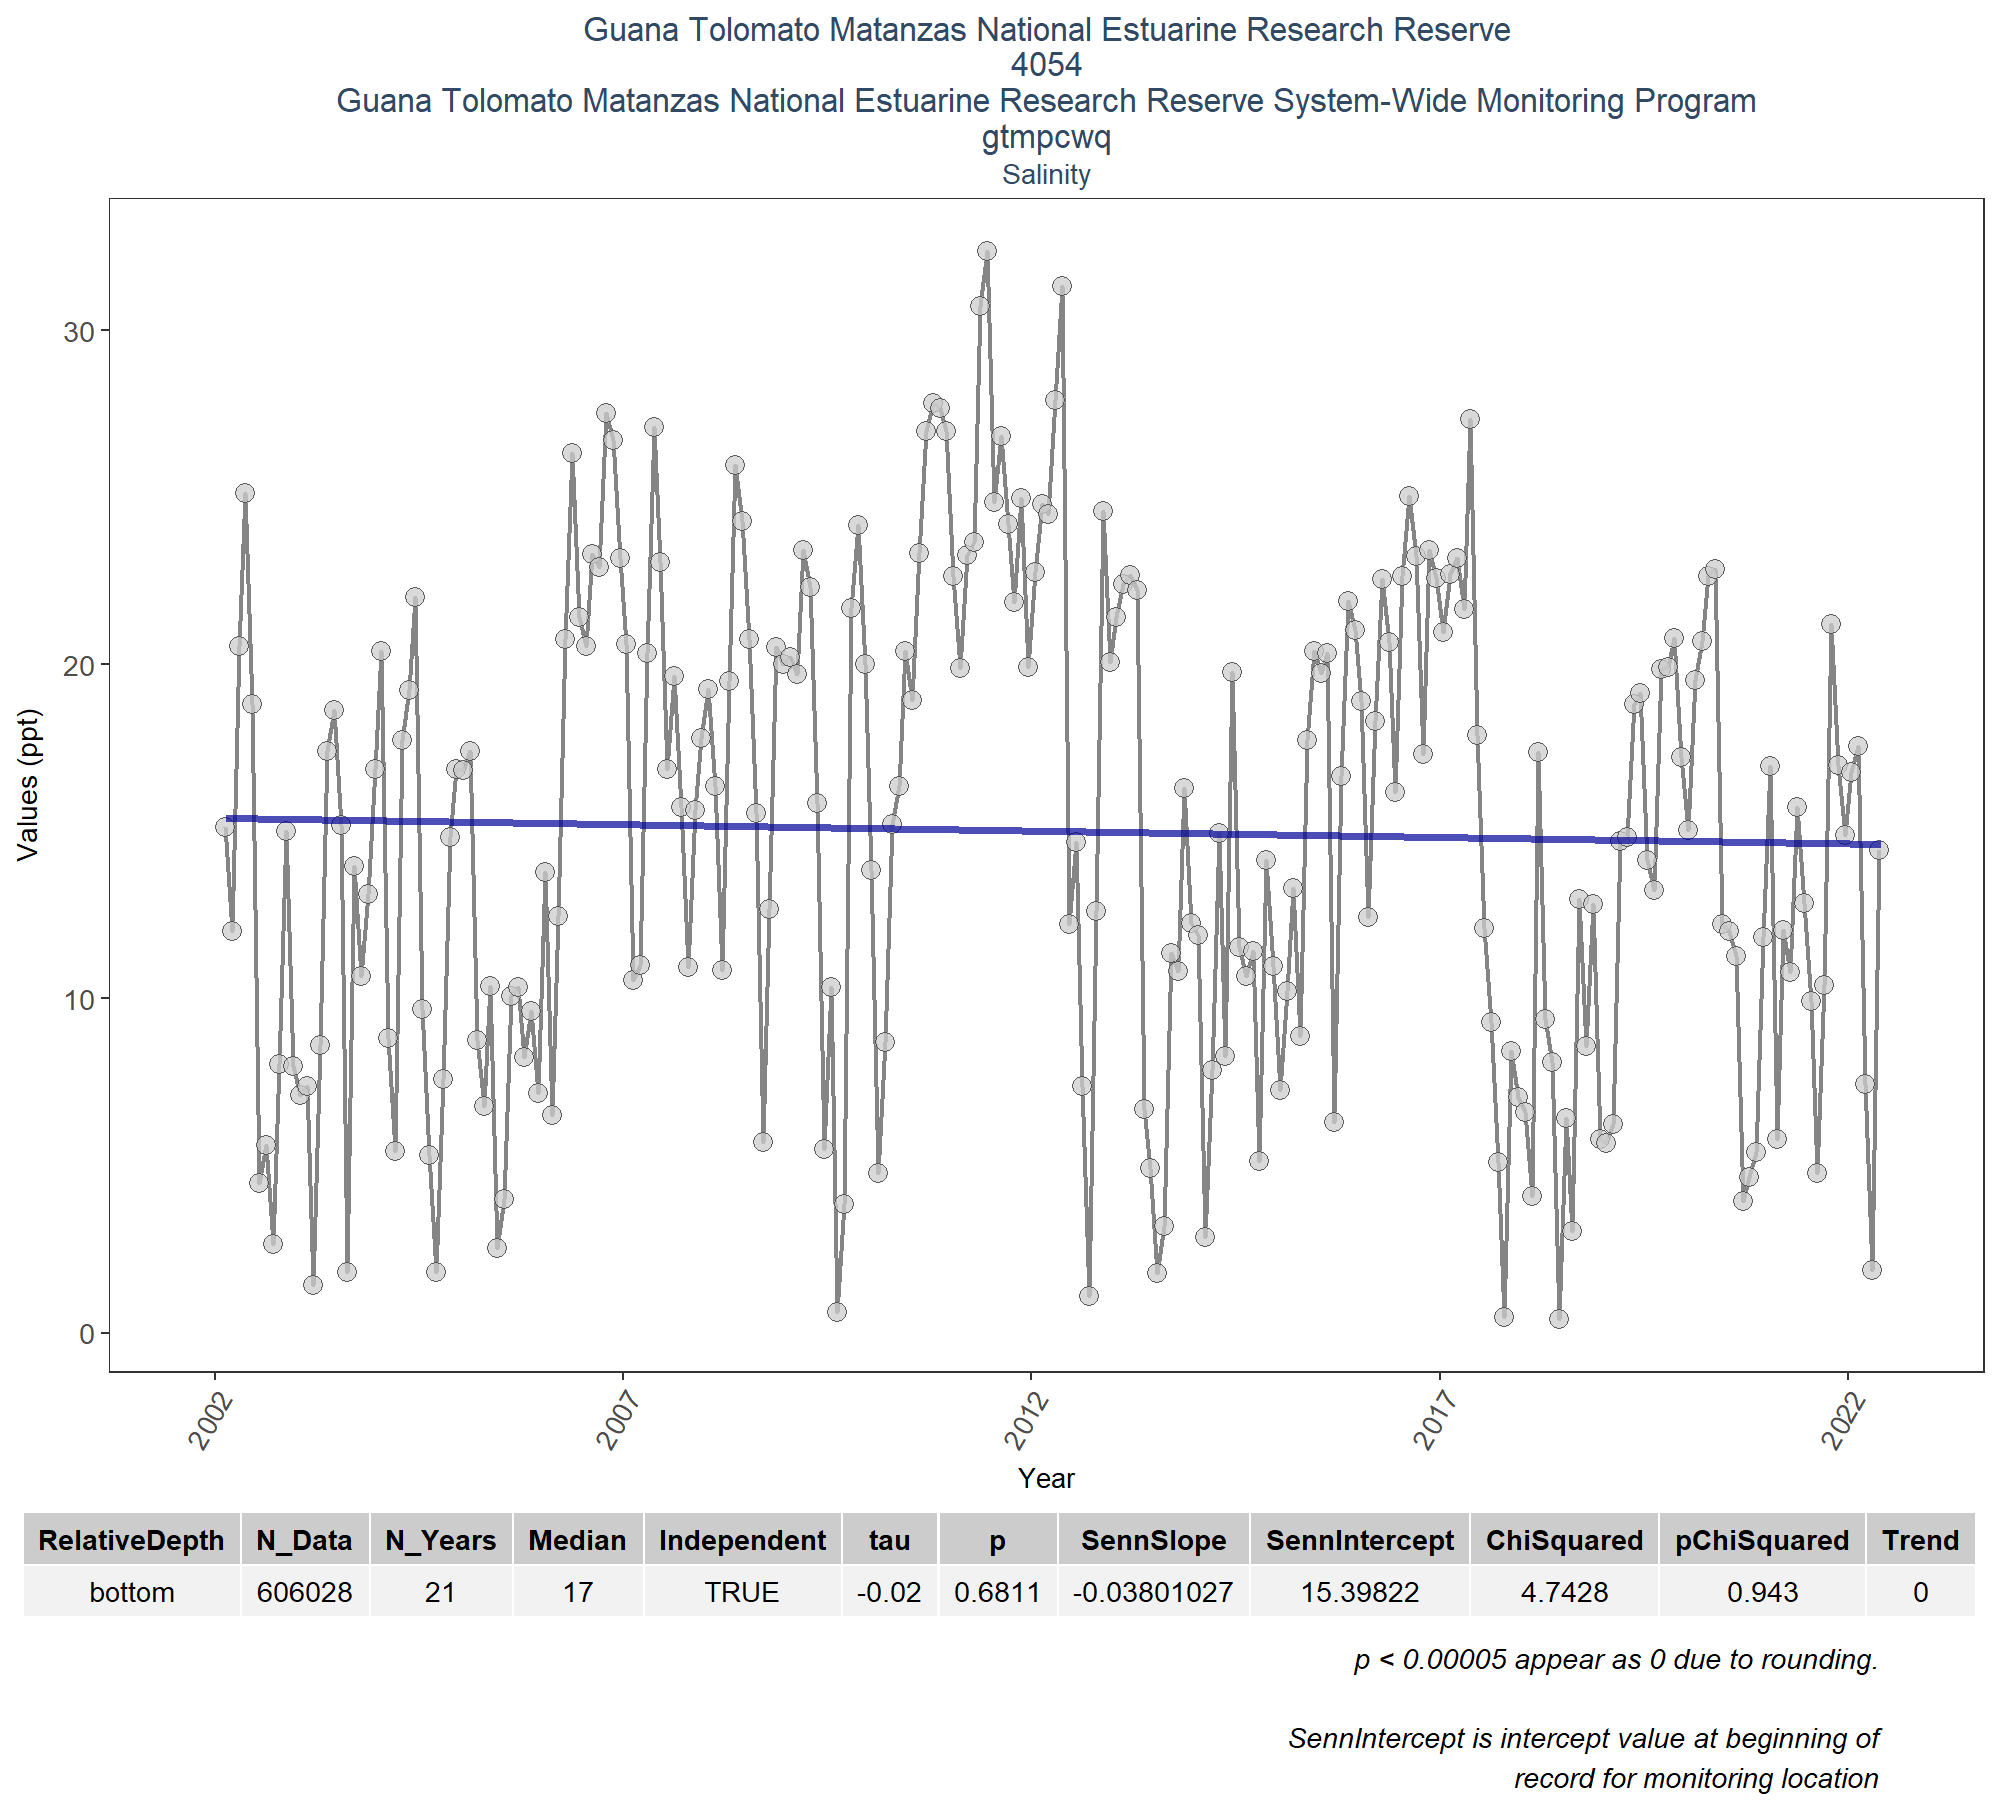 Guana Tolomato Matanzas National Estuarine Research Reserve
4054
Guana Tolomato Matanzas National Estuarine Research Reserve System-Wide Monitoring Program
gtmpcwq
Salinity
Values (ppt)
30
20
10
0
2002
2007
2012
2017
2022
Year
RelativeDepth N_Data N_Years Median Independent tau p SennSlope SennIntercept ChiSquared pChiSquared Trend
bottom 606028 21 17 TRUE -0.02 0.6811 -0.03801027 15.39822 4.7428 0.943 0
p < 0.00005 appear as 0 due to rounding.
SennIntercept is intercept value at beginning of
record for monitoring location